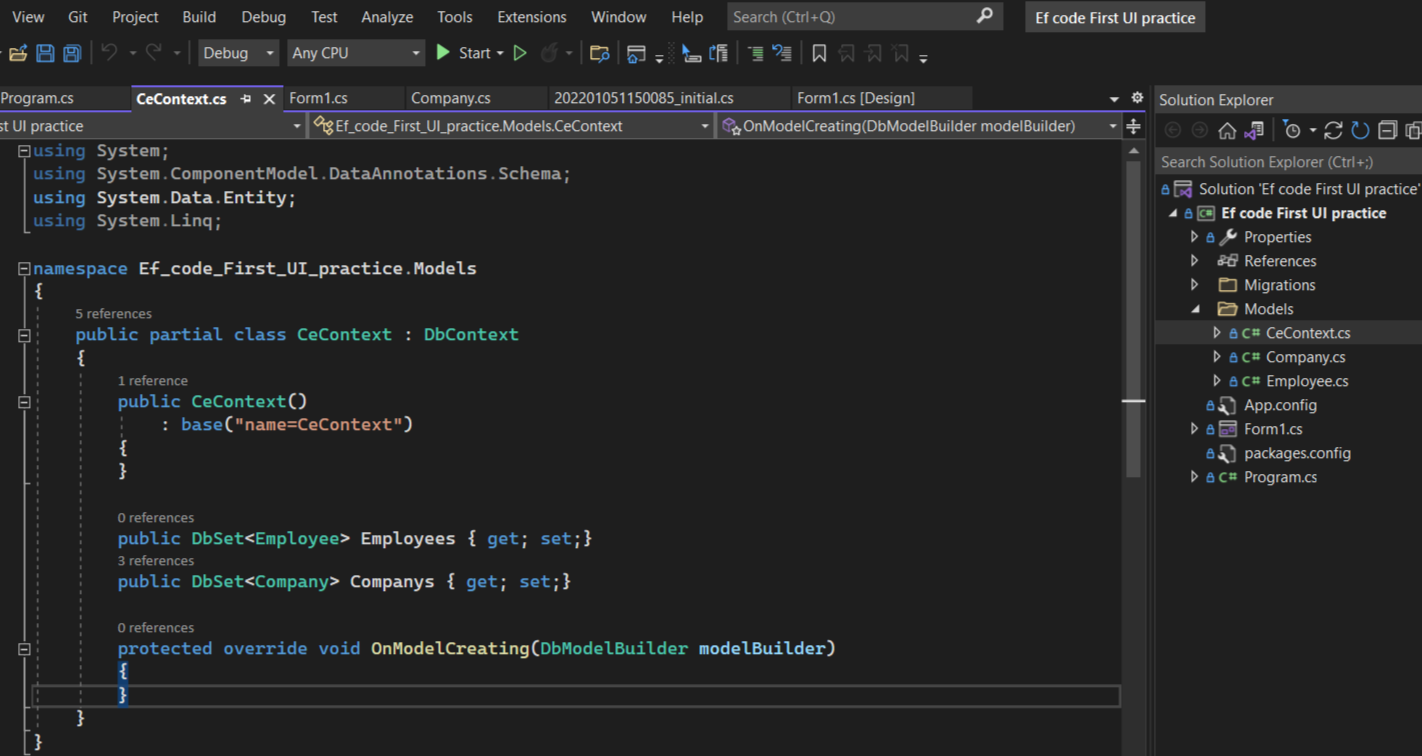 View Git Project Build Debug Test Analyze Tools Extensions Window Help Search (Ctrl+Q) Ef code First UI practice
Debug Any CPU Start
Program.cs CeContext.cs Form1.cs Company.cs 202201051150085_initial.cs Form1.cs [Design]
st UI practice Ef_code_First_UI_practice.Models.CeContext OnModelCreating(DbModelBuilder modelBuilder)
using System;
using System.ComponentModel.DataAnnotations.Schema;
using System.Data.Entity;
using System.Linq;
namespace Ef_code_First_UI_practice.Models
{
5 references
public partial class CeContext : DbContext
{
1 reference
public CeContext()
: base("name=CeContext")
{
}
0 references
public DbSet<Employee> Employees { get; set;}
3 references
public DbSet<Company> Companys { get; set;}
0 references
protected override void OnModelCreating(DbModelBuilder modelBuilder)
{
}
}
}
Solution Explorer
Search Solution Explorer (Ctrl+;)
Solution 'Ef code First UI practice'
C# Ef code First UI practice
Properties
References
Migrations
Models
C# CeContext.cs
C# Company.cs
C# Employee.cs
App.config
Form1.cs
packages.config
C# Program.cs